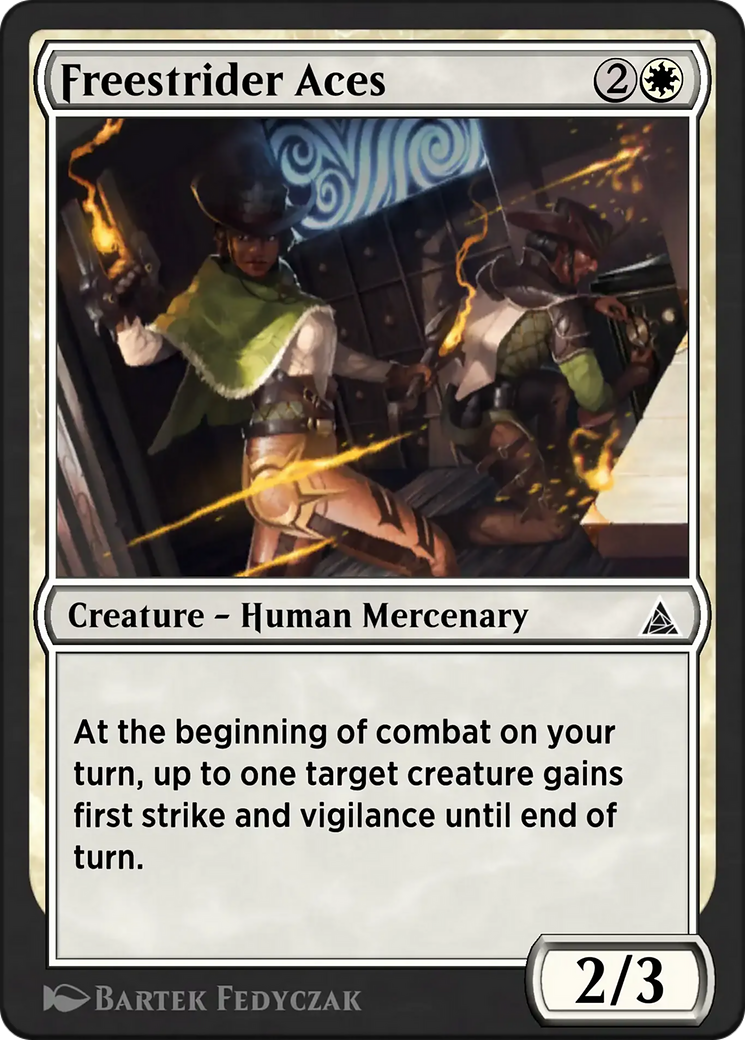 Freestrider Aces 2
Creature – Human Mercenary
At the beginning of combat on your
turn, up to one target creature gains
first strike and vigilance until end of
turn.
2/3
Bartek Fedyczak